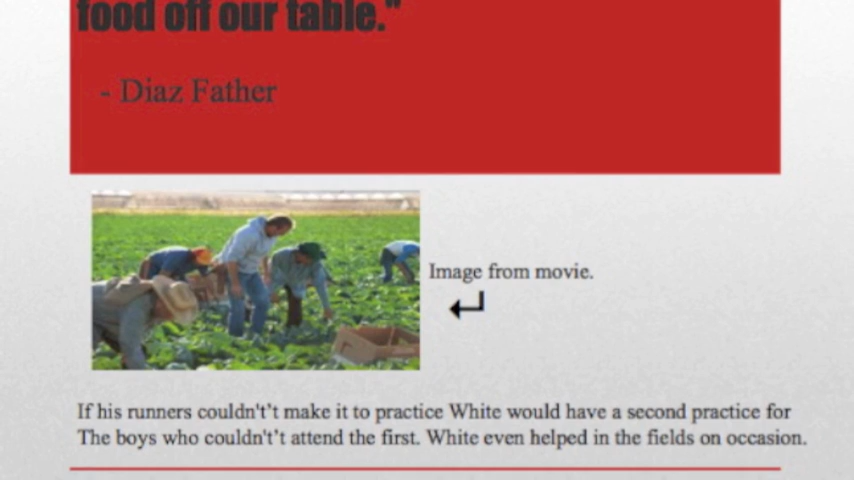 food off our table."
- Diaz Father
Image from movie.
If his runners couldn't't make it to practice White would have a second practice for
The boys who couldn't't attend the first. White even helped in the fields on occasion.